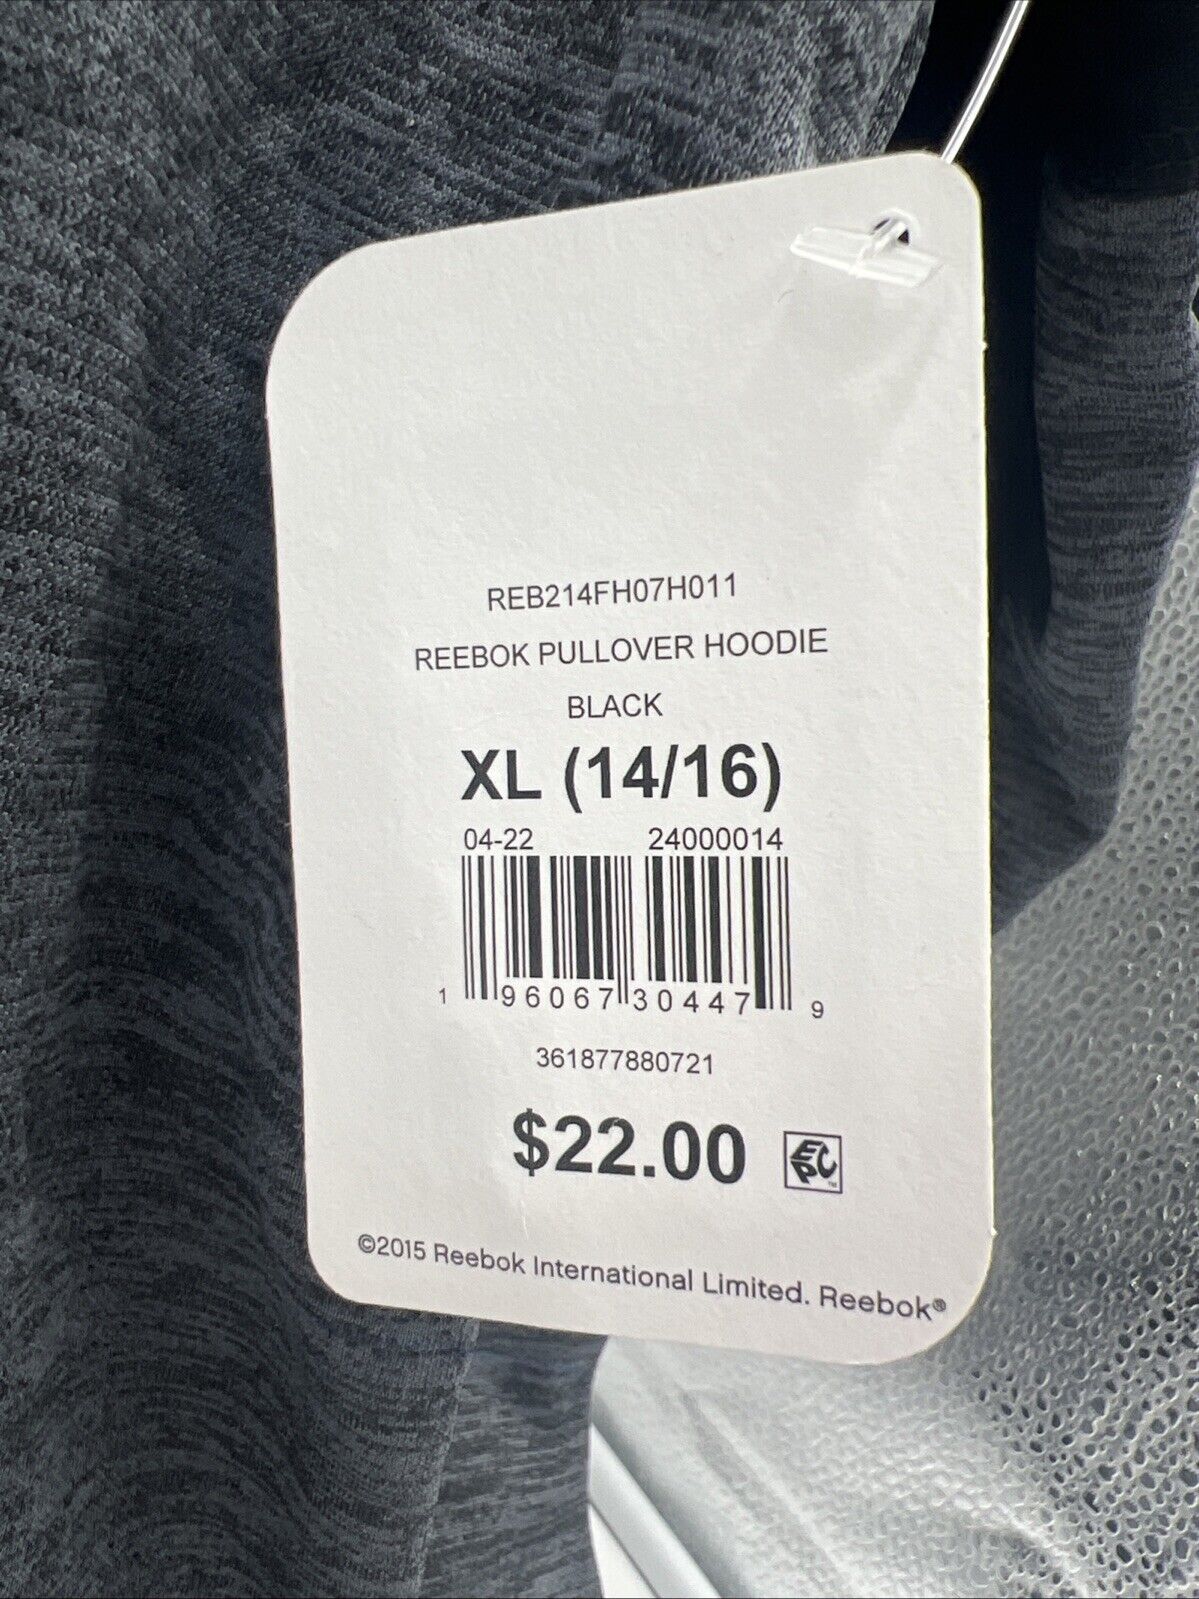 REB214FH07H011
REEBOK PULLOVER HOODIE
BLACK
XL (14/16)
04-22 24000014
1 96067 30447 9
361877880721
$22.00 EPC™
©2015 Reebok International Limited. Reebok®